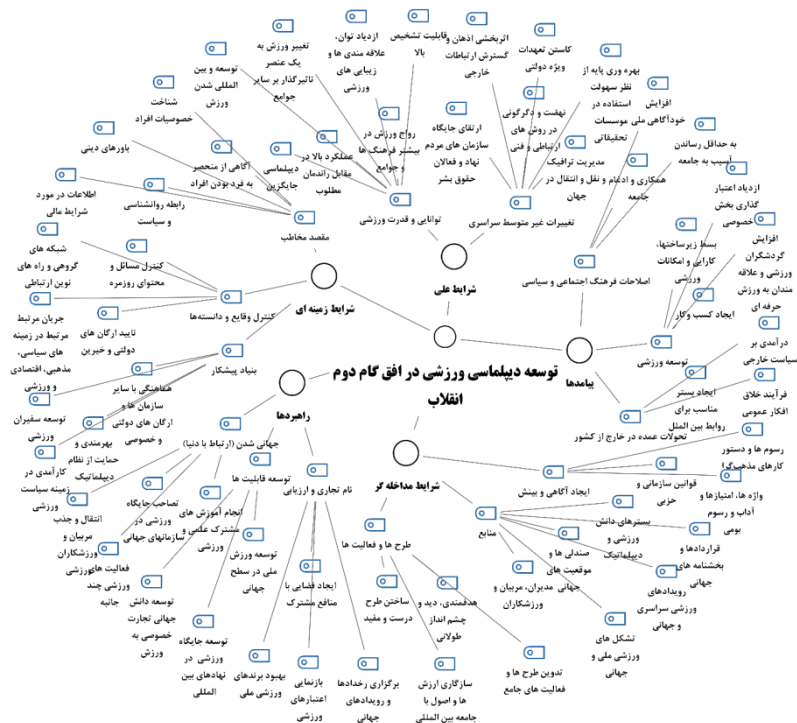 قابلیت تشخیص
بالا
اثربخشی اذهان و
گسترش ارتباطات
خارجی
کاستن تعهدات
ویژه دولتی
ازدیاد توان،
علاقه مندی ها و
زیبایی های
ورزشی
تغییر ورزش به
یک عنصر
تاثیرگذار بر سایر
جوامع
بهره وری پایه از
نظر سهولت
استفاده در
موسسات
تحقیقاتی
توسعه و بین
المللی شدن
ورزش
شناخت
خصوصیات افراد
افزایش
خودآگاهی ملی
نهضت و دگرگونی
در روش های
ارتباطی و فنی
ارتقای جایگاه
سازمان های مردم
نهاد و فعالان
حقوق بشر
رواج ورزش در
بیشتر فرهنگ ها
و جوامع
عملکرد بالا در
مقابل راندمان
مطلوب
دیپلماسی
جایگزین
آگاهی از منحصر
به فرد بودن افراد
باورهای دینی
به حداقل رساندن
آسیب به جامعه
مدیریت ترافیک
و نقل و انتقال در
جهان
همکاری و ادغام
جامعه
ازدیاد اعتبار
گذاری بخش
خصوصی
اطلاعات در مورد
شرایط مالی
رابطه روانشناسی
و سیاست
مقصد مخاطب
توانایی و قدرت ورزشی
تغییرات غیر متوسط سراسری
افزایش
گردشگران
ورزشی و علاقه
مندان به ورزش
حرفه ای
بسط زیرساختها،
کارایی و امکانات
ورزشی
شبکه های
گروهی و راه های
نوین ارتباطی
کنترل مسائل و
محتوای روزمره
شرایط علی
اصلاحات فرهنگ اجتماعی و سیاسی
شرایط زمینه ای
کنترل وقایع و دانسته‌ها
ایجاد کسب وکار
جریان مرتبط
مرتبط در زمینه
های سیاسی،
مذهبی، اقتصادی
و ورزشی
تایید ارگان های
دولتی و خیرین
توسعه ورزشی
درآمدی بر
سیاست خارجی
بنیاد پیشکار
توسعه دیپلماسی ورزشی در افق گام دوم
انقلاب
پیامدها
هماهنگی با سایر
سازمان ها و
ارگان های دولتی
و خصوصی
ایجاد بستر
مناسب برای
روابط بین الملل
فرآیند خلاق
افکار عمومی
توسعه سفیران
ورزشی
راهبردها
تحولات عمده در خارج از کشور
بهرمندی و
حمایت از نظام
دیپلماتیک
جهانی شدن (ارتباط با دنیا)
رسوم ها و دستور
کارهای مذهب‌گرا
کارآمدی در
زمینه سیاست
ورزشی
توسعه قابلیت ها
نام تجاری و ارزیابی
شرایط مداخله گر
ایجاد آگاهی و بینش
قوانین سازمانی و
حزبی
واژه ها، امتیازها و
آداب و رسوم
بومی
تصاحب جایگاه
ورزشی در
سازمانهای جهانی
انجام آموزش های
مشترک علمی و
ورزشی
منابع
بسترهای دانش
ورزشی و
دیپلماتیک
انتقال و جذب
مربیان و
ورزشکاران
ورزشی
طرح ها و فعالیت ها
صندلی ها و
موقعیت های
جهانی
قراردادها و
بخشنامه های
جهانی
فعالیت های
ورزشی چند
جانبه
توسعه ورزش
ملی در سطح
جهانی
ایجاد فضایی با
منافع مشترک
ساختن طرح
درست و مفید
هدفمندی، دید و
چشم انداز
طولانی
مدیران، مربیان و
ورزشکاران
رویدادهای
ورزشی سراسری
و جهانی
توسعه دانش
جهانی تجارت
خصوصی به
ورزش
تشکل های
ورزشی ملی و
جهانی
توسعه جایگاه
ورزشی در
نهادهای بین
المللی
بهبود برندهای
ورزشی ملی
بازنمایی
اعتبارهای
ورزشی
برگزاری رخدادها
و رویدادهای
جهانی
سازگاری ارزش
ها و اصول با
جامعه بین المللی
تدوین طرح ها و
فعالیت های جامع